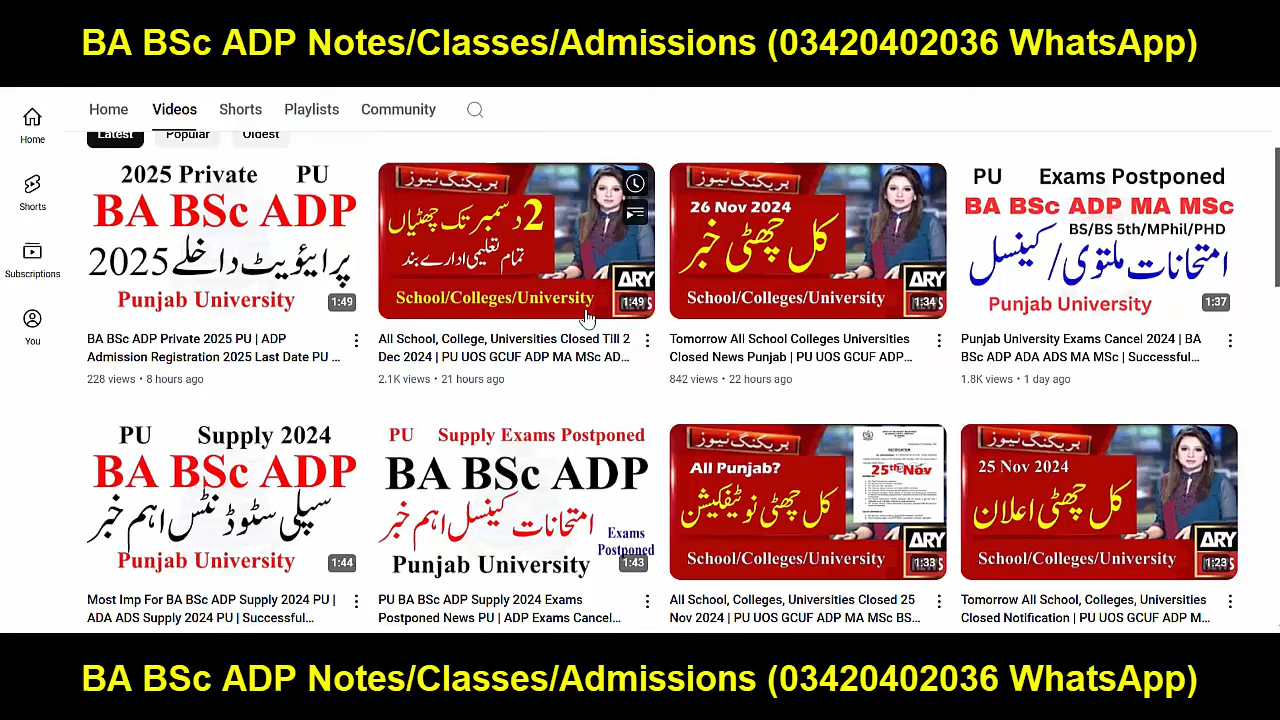 BA BSc ADP Notes/Classes/Admissions (03420402036 WhatsApp)
Home
Videos
Shorts
Playlists
Community
Home
Shorts
Subscriptions
You
Latest
Popular
Oldest
2025 Private PU
BA BSc ADP
پرائیویٹ داخلے 2025
Punjab University
1:49
BA BSc ADP Private 2025 PU | ADP
Admission Registration 2025 Last Date PU ...
228 views • 8 hours ago
بریکنگ نیوز
2 دسمبر تک چھٹیاں
تمام تعلیمی ادارے بند
School/Colleges/University
ARY
NEWS
1:49
All School, College, Universities Closed Till 2
Dec 2024 | PU UOS GCUF ADP MA MSc AD...
2.1K views • 21 hours ago
بریکنگ نیوز
26 Nov 2024
کل چھٹی خبر
School/Colleges/University
ARY
NEWS
1:34
Tomorrow All School Colleges Universities
Closed News Punjab | PU UOS GCUF ADP...
842 views • 22 hours ago
PU Exams Postponed
BA BSc ADP MA MSc
BS/BS 5th/MPhil/PHD
امتحانات ملتوی/کینسل
Punjab University
1:37
Punjab University Exams Cancel 2024 | BA
BSc ADP ADA ADS MA MSc | Successful...
1.8K views • 1 day ago
PU Supply 2024
BA BSc ADP
سپلی سٹوڈنٹس اہم خبر
Punjab University
1:44
Most Imp For BA BSc ADP Supply 2024 PU |
ADA ADS Supply 2024 PU | Successful...
PU Supply Exams Postponed
BA BSc ADP
امتحانات کینسل اہم خبر
Exams
Postponed
Punjab University
1:43
PU BA BSc ADP Supply 2024 Exams
Postponed News PU | ADP Exams Cancel...
بریکنگ نیوز
All Punjab?
25th Nov
کل چھٹی نوٹیفکیشن
School/Colleges/University
ARY
NEWS
1:33
All School, Colleges, Universities Closed 25
Nov 2024 | PU UOS GCUF ADP MA MSc BS...
بریکنگ نیوز
25 Nov 2024
کل چھٹی اعلان
School/Colleges/University
ARY
NEWS
1:23
Tomorrow All School, Colleges, Universities
Closed Notification | PU UOS GCUF ADP M...
BA BSc ADP Notes/Classes/Admissions (03420402036 WhatsApp)